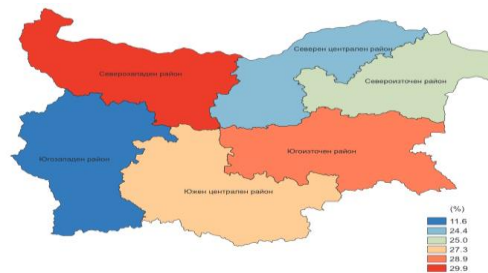 Северен централен район
Северозападен район
Североизточен район
Югозападен район
Югоизточен район
Южен централен район
(%)
11.6
24.4
25.0
27.3
28.9
29.9